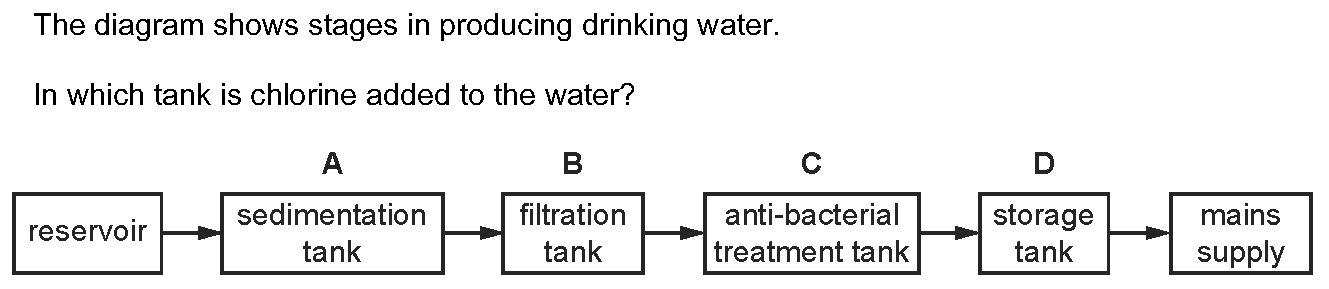 The diagram shows stages in producing drinking water.
In which tank is chlorine added to the water?
A
B
C
D
reservoir
sedimentation
tank
filtration
tank
anti-bacterial
treatment tank
storage
tank
mains
supply